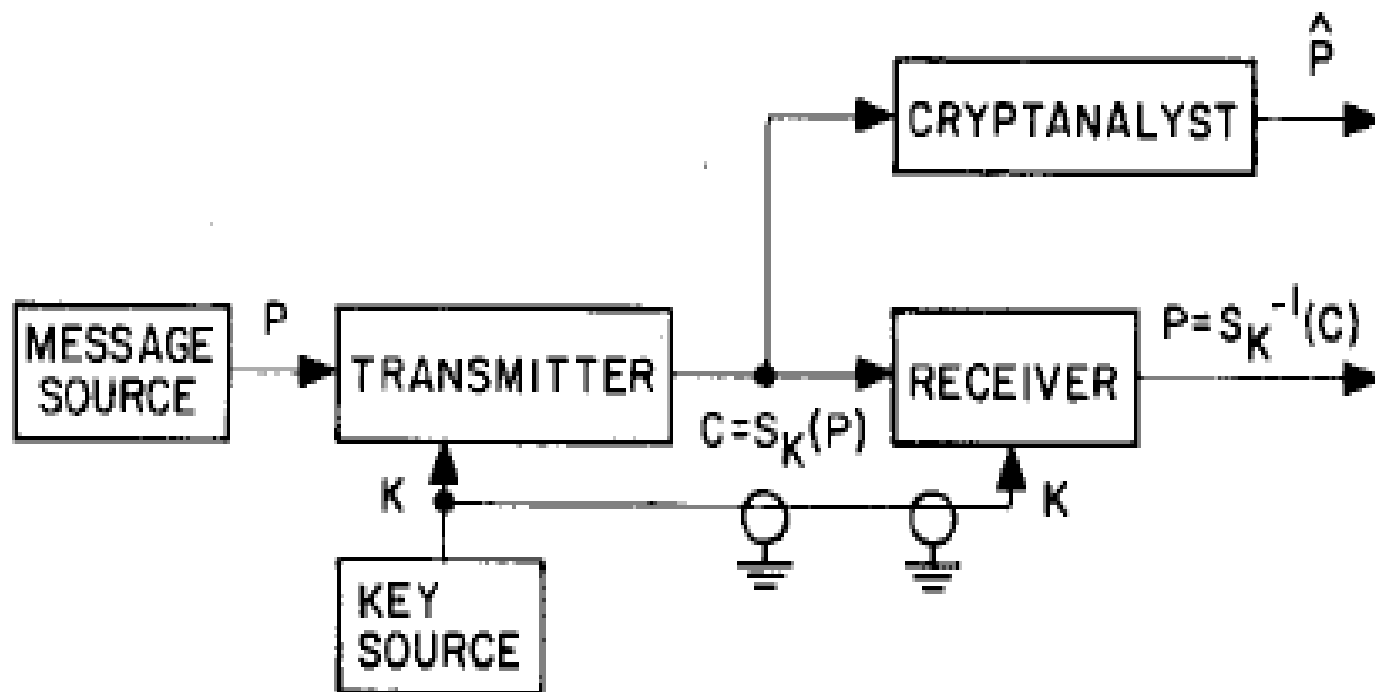 P̂
CRYPTANALYST
P
P=S_K^-1(C)
MESSAGE
SOURCE
TRANSMITTER
RECEIVER
C=S_K(P)
K
K
KEY
SOURCE